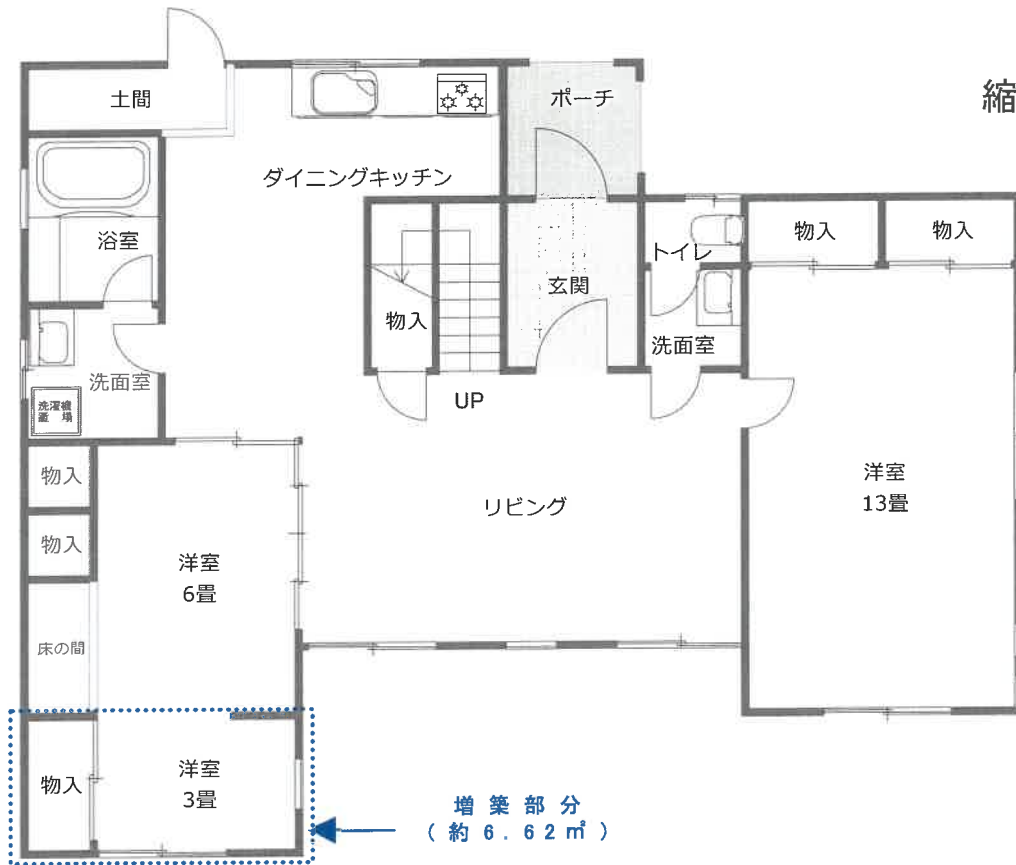 縮
土間
ポーチ
ダイニングキッチン
浴室
物入
玄関
トイレ
物入
物入
洗面室
洗面室
洗濯機
置場
UP
物入
物入
リビング
洋室
13畳
洋室
6畳
床の間
物入
洋室
3畳
増築部分
(約6.62㎡)